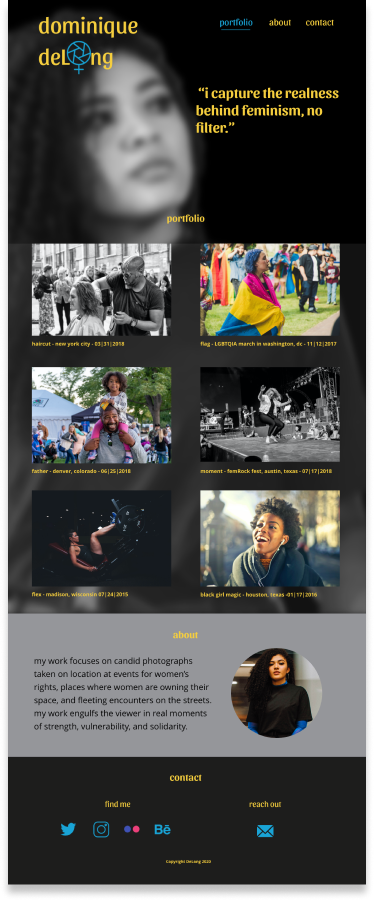 dominique
deLong
portfolio about contact
“i capture the realness
behind feminism, no
filter.”
portfolio
haircut - new york city - 03|31|2018
flag - LGBTQIA march in washington, dc - 11|12|2017
father - denver, colorado - 06|25|2018
moment - femRock fest, austin, texas - 07|17|2018
flex - madison, wisconsin 07|24|2015
black girl magic - houston, texas -01|17|2016
about
my work focuses on candid photographs
taken on location at events for women’s
rights, places where women are owning their
space, and fleeting encounters on the streets.
my work engulfs the viewer in real moments
of strength, vulnerability, and solidarity.
contact
find me
reach out
Bē
Copyright DeLong 2020